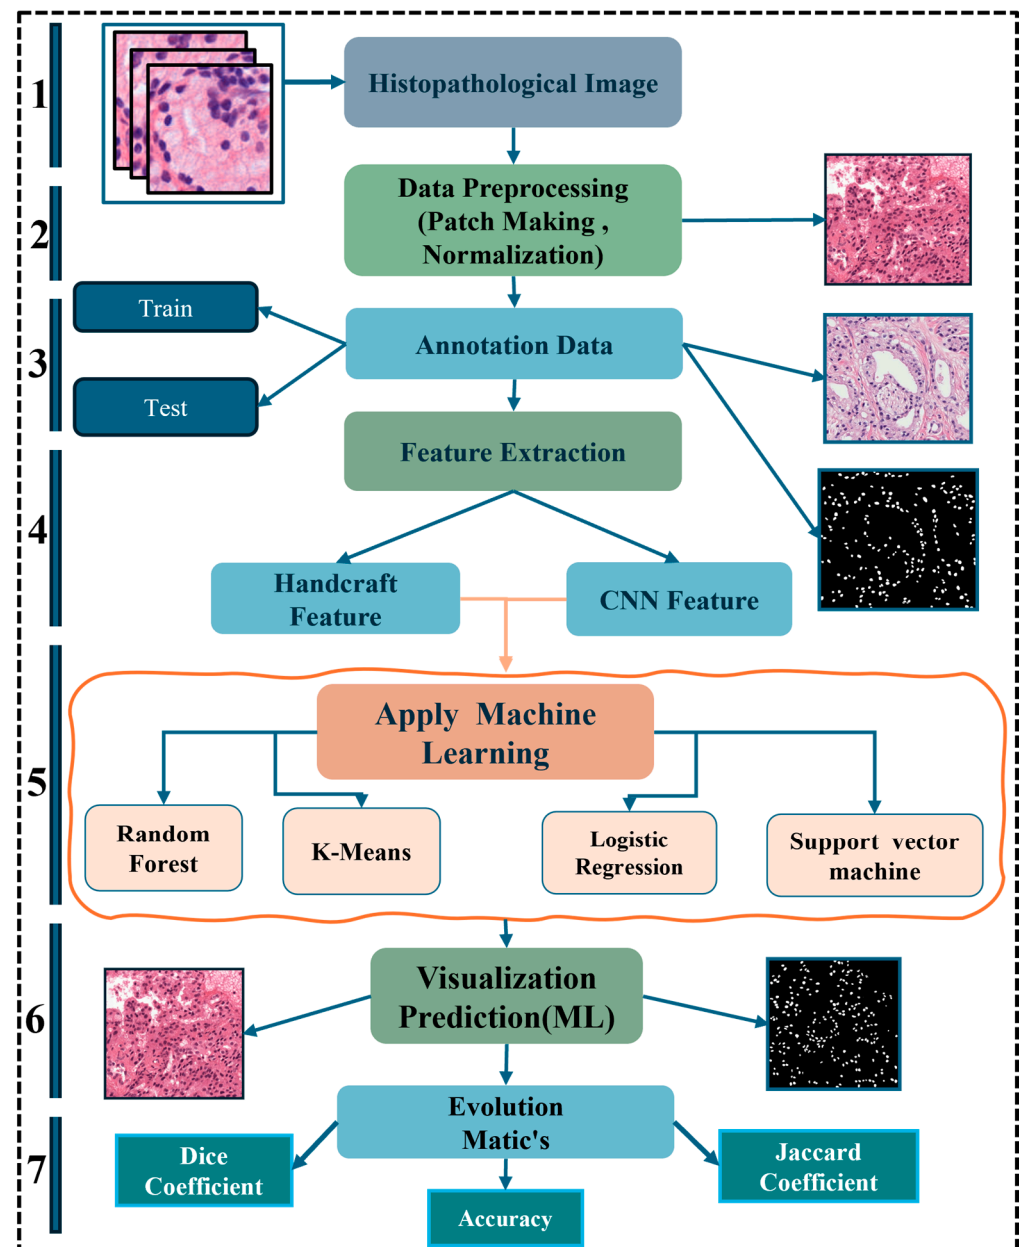 1
Histopathological Image
2
Data Preprocessing
(Patch Making ,
Normalization)
3
Train
Test
Annotation Data
4
Feature Extraction
Handcraft
Feature
CNN Feature
5
Apply Machine
Learning
Random
Forest
K-Means
Logistic
Regression
Support vector
machine
6
Visualization
Prediction(ML)
7
Evolution
Matic's
Dice
Coefficient
Accuracy
Jaccard
Coefficient